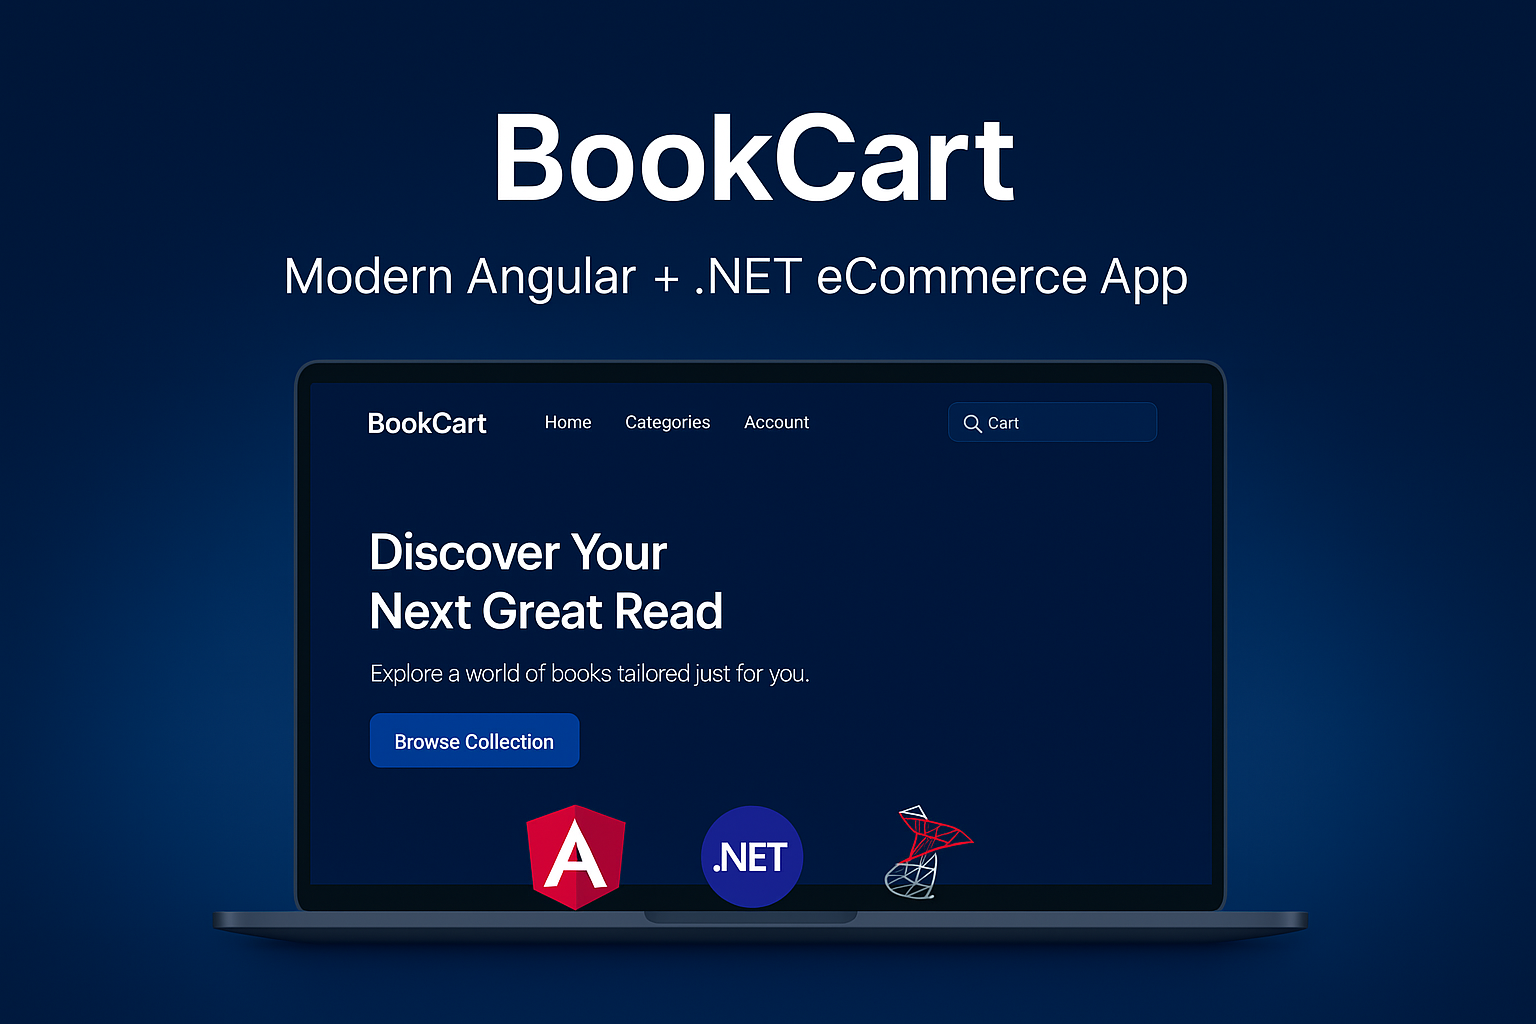 BookCart
Modern Angular + .NET eCommerce App
BookCart Home Categories Account Cart
Discover Your
Next Great Read
Explore a world of books tailored just for you.
Browse Collection
A .NET